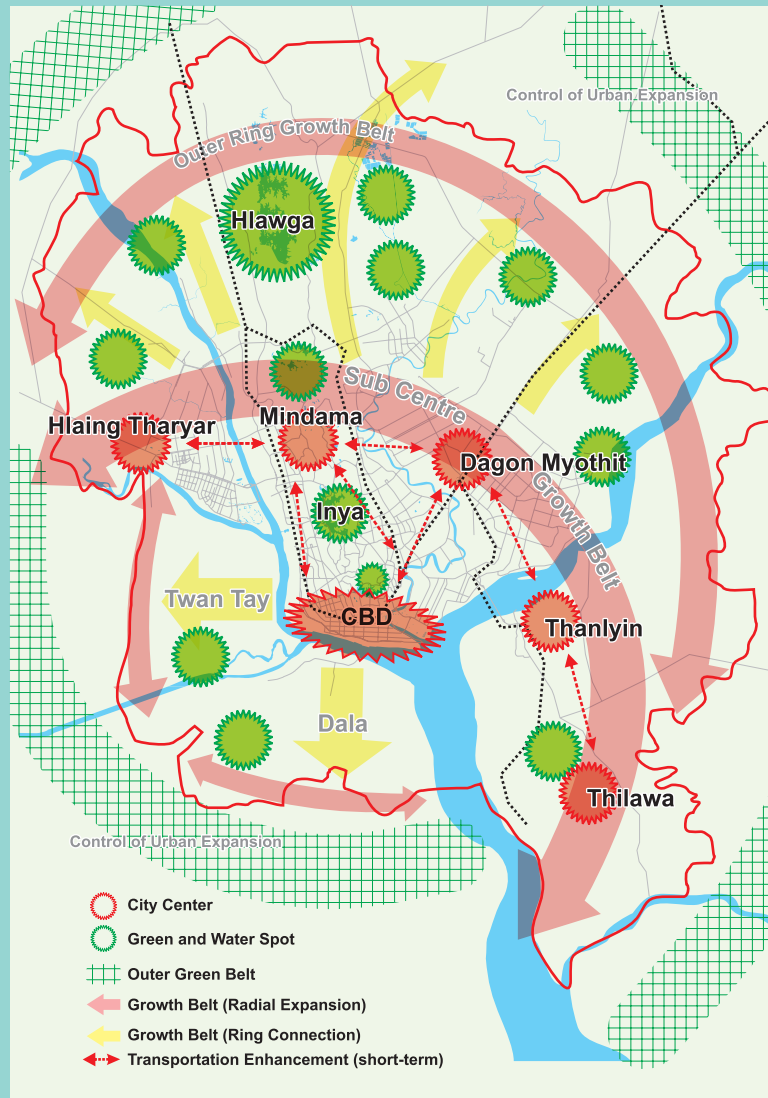 Control of Urban Expansion
Outer Ring Growth Belt
Hlawga
Sub Centre
Growth Belt
Mindama
Hlaing Tharyar
Dagon Myothit
Inya
Twan Tay
CBD
Thanlyin
Dala
Thilawa
Control of Urban Expansion
City Center
Green and Water Spot
Outer Green Belt
Growth Belt (Radial Expansion)
Growth Belt (Ring Connection)
Transportation Enhancement (short-term)